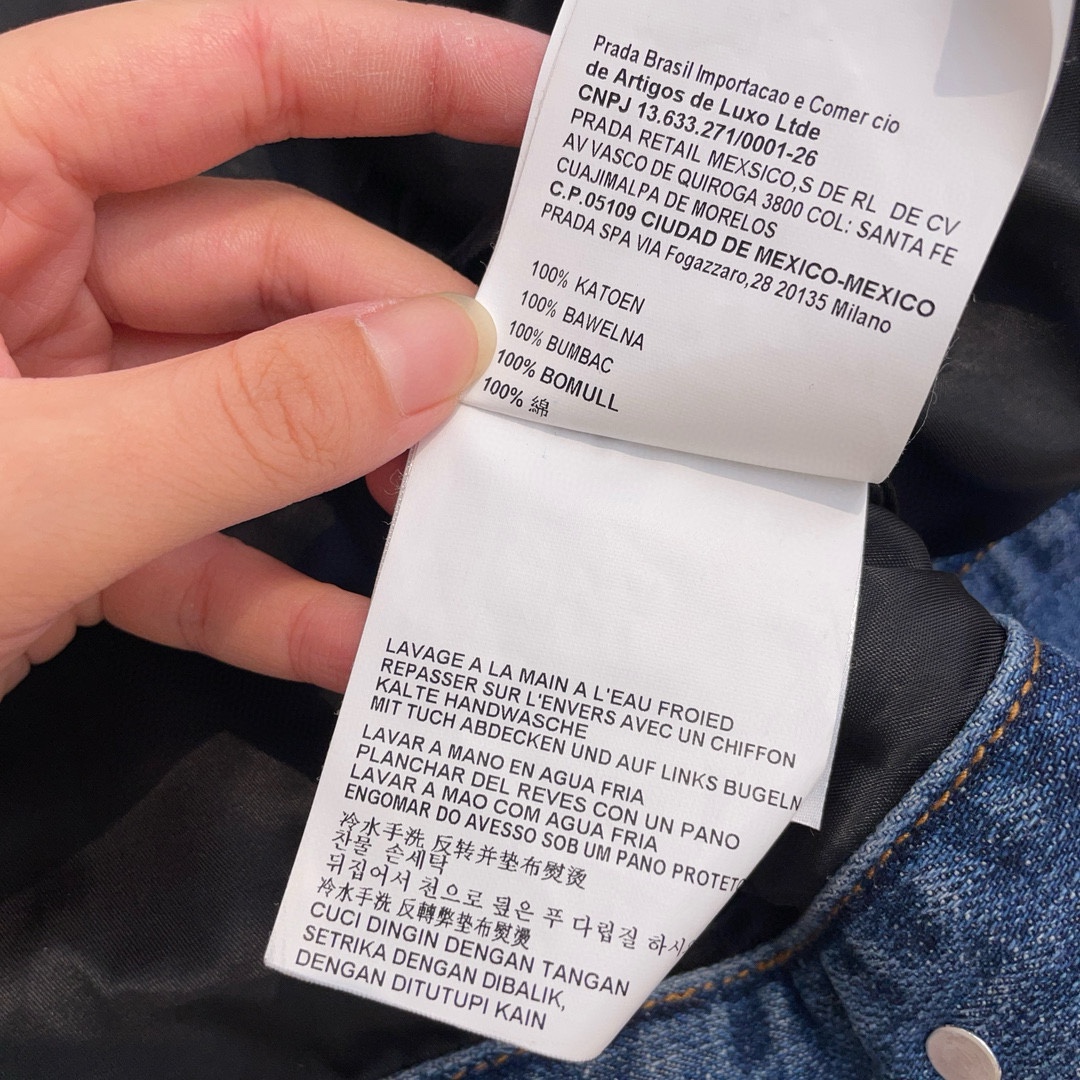 Prada Brasil Importacao e Comer cio
de Artigos de Luxo Ltde
CNPJ 13.633.271/0001-26
PRADA RETAIL MEXSICO,S DE RL DE CV
AV VASCO DE QUIROGA 3800 COL: SANTA FE
CUAJIMALPA DE MORELOS
C.P.05109 CIUDAD DE MEXICO-MEXICO
PRADA SPA VIA Fogazzaro,28 20135 Milano
100% KATOEN
100% BAWELNA
100% BUMBAC
100% BOMULL
100% 綿
LAVAGE A LA MAIN A L'EAU FROIED
REPASSER SUR L'ENVERS AVEC UN CHIFFON
KALTE HANDWASCHE
MIT TUCH ABDECKEN UND AUF LINKS BUGELN
LAVAR A MANO EN AGUA FRIA
PLANCHAR DEL REVES CON UN PANO
LAVAR A MAO COM AGUA FRIA
ENGOMAR DO AVESSO SOB UM PANO PROTET
冷水手洗 反转并垫布熨烫
찬물 손세탁
뒤집어서 천으로 덮은 푸 다림질 하시
冷水手洗 反轉弊垫布熨燙
CUCI DINGIN DENGAN TANGAN
SETRIKA DENGAN DIBALIK,
DENGAN DITUTUPI KAIN